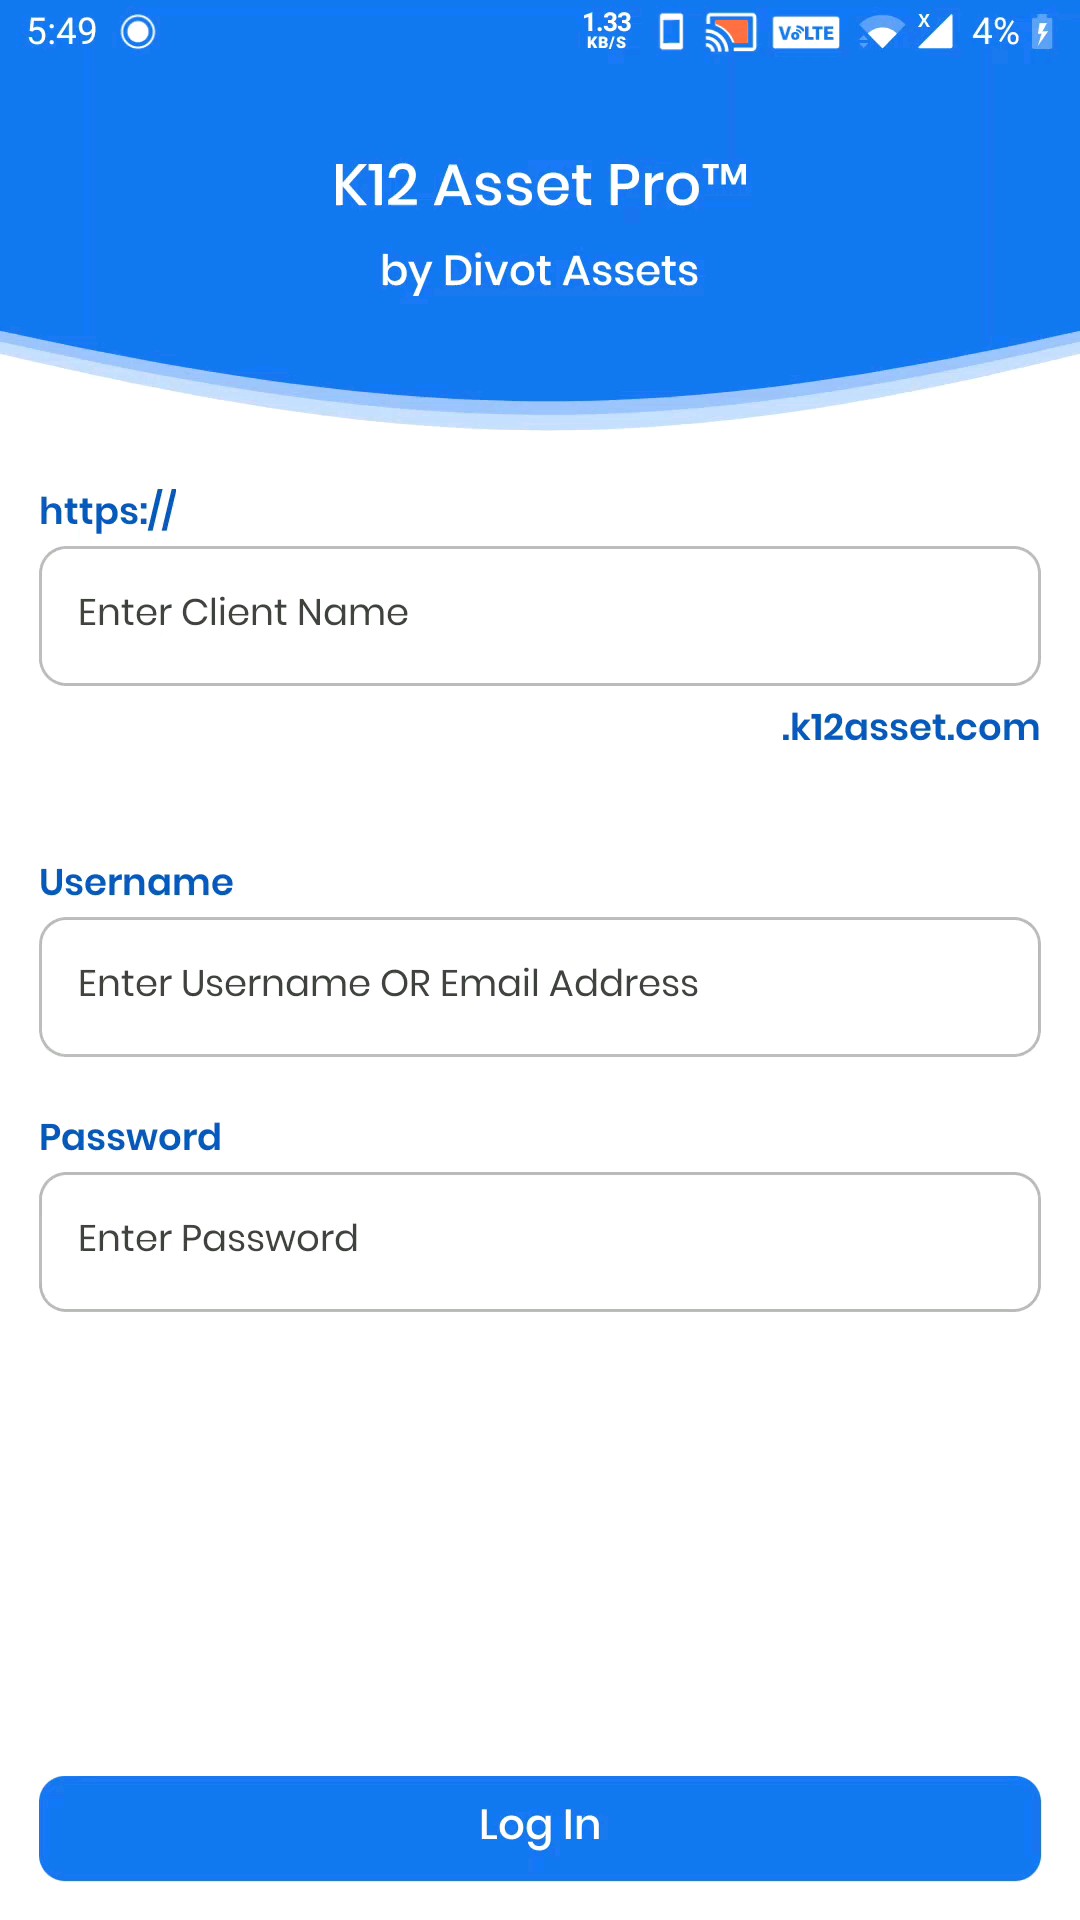 5:49 1.33 KB/S VoLTE X 4%
K12 Asset Pro™
by Divot Assets
https://
Enter Client Name
.k12asset.com
Username
Enter Username OR Email Address
Password
Enter Password
Log In